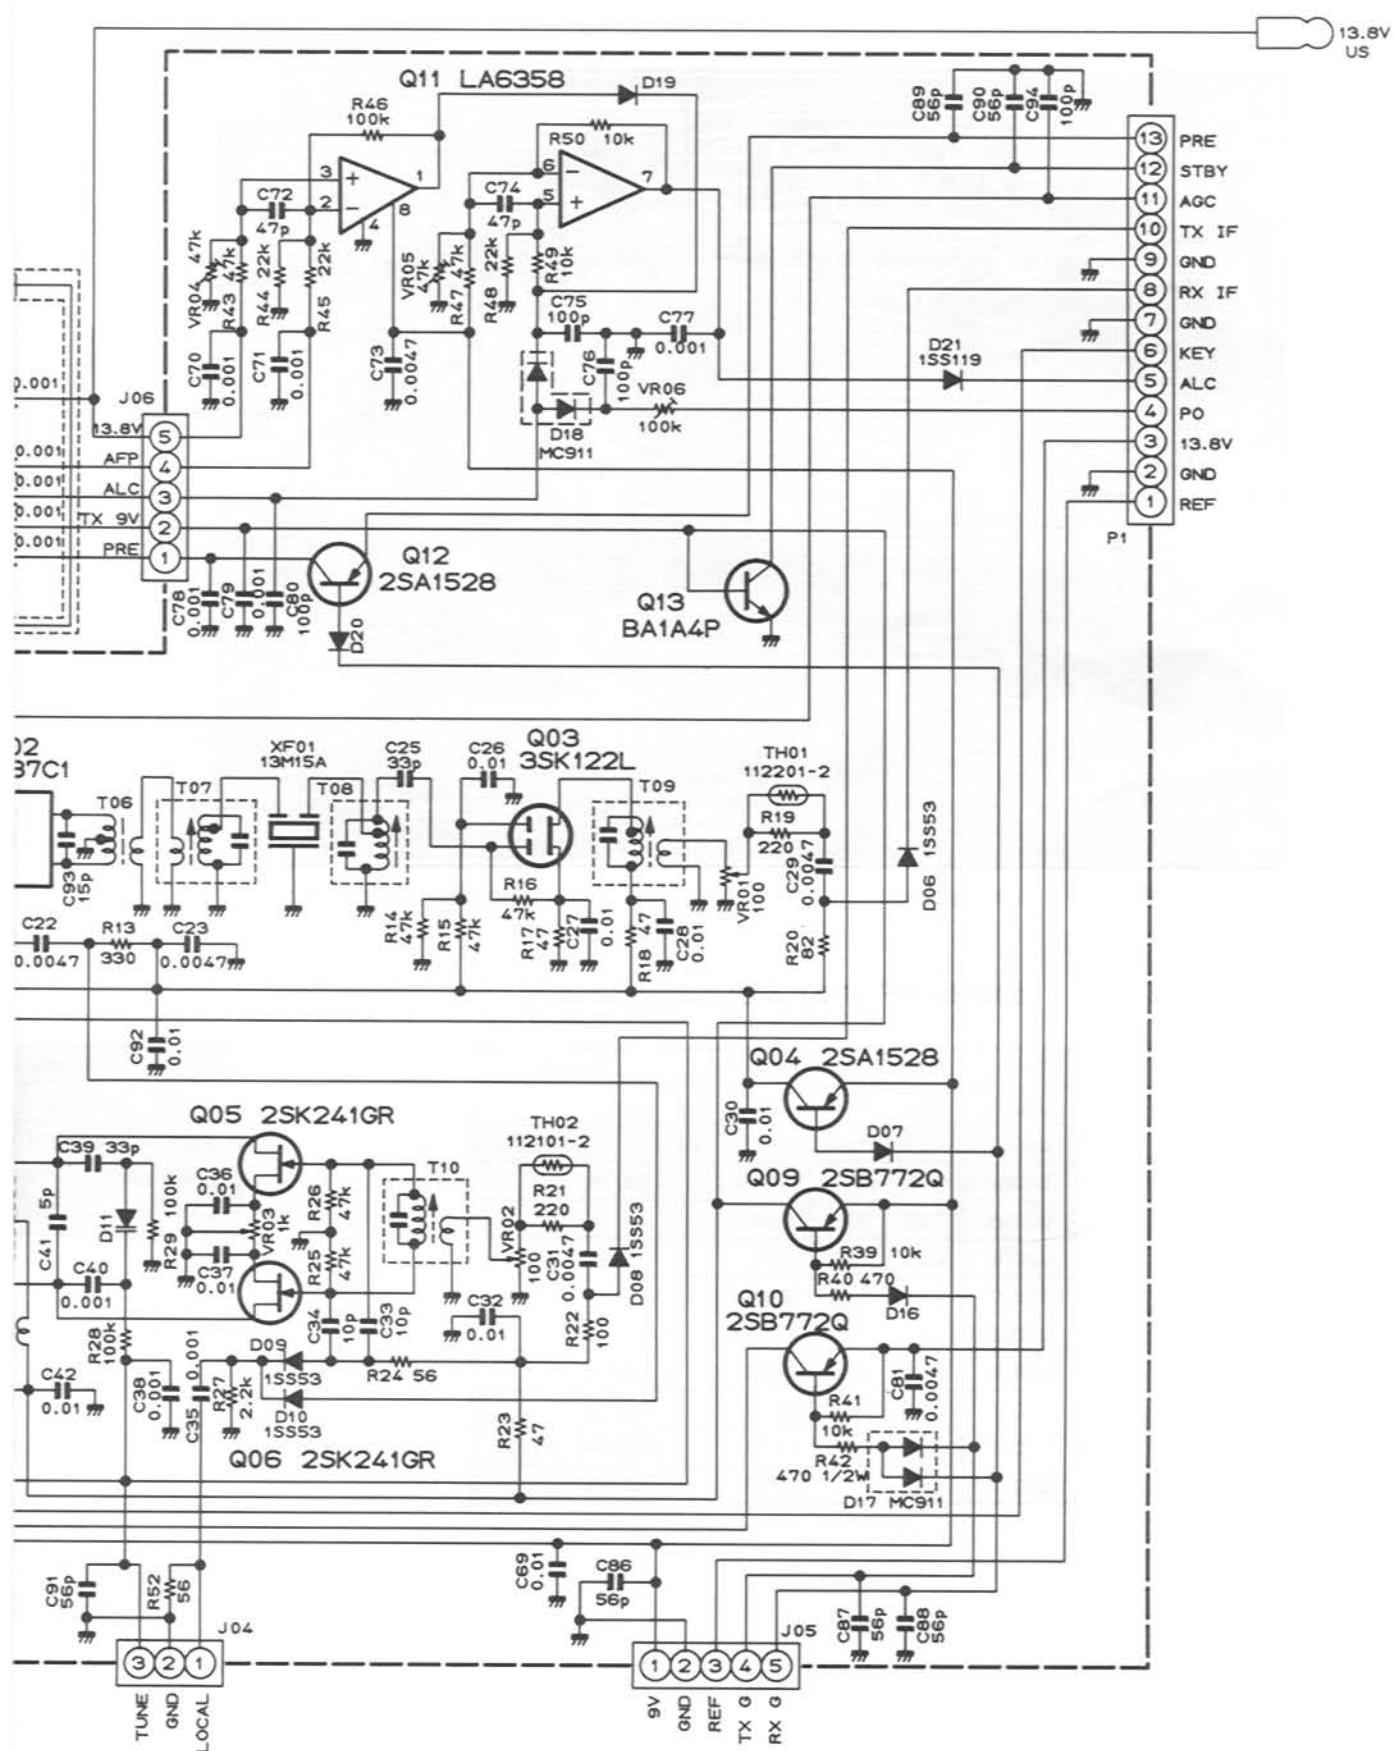 13.8V
US
Q11 LA6358
D19
R46
100k
R50
10k
C89
56p
C90
56p
C94
100p
3
2
1
8
4
6
5
7
C72
47p
C74
47p
VR04 47k
R43 47k
R44 22k
R45 22k
VR05 47k
R47 47k
R48 22k
R49 10k
C70 0.001
C71 0.001
C73 0.0047
C75
100p
C76 100p
C77
0.001
D18
MC911
VR06
100k
D21
1SS119
13 PRE
12 STBY
11 AGC
10 TX IF
9 GND
8 RX IF
7 GND
6 KEY
5 ALC
4 PO
3 13.8V
2 GND
1 REF
P1
0.001
0.001
0.001
0.001
0.001
J06
13.8V 5
AFP 4
ALC 3
TX 9V 2
PRE 1
C78 0.001
C79 0.001
C80 100p
Q12
2SA1528
D20
Q13
BA1A4P
02
37C1
T06
C93
15p
T07
XF01
13M15A
T08
C25
33p
C26
0.01
Q03
3SK122L
T09
TH01
112201-2
R19
220
C29
0.0047
VR01
100
D06 1SS53
R14
47k
R15
47k
R16
47k
R17
47
C27
0.01
R18 47
C28
0.01
R20
82
C22
0.0047
R13
330
C23
0.0047
C92
0.01
Q04 2SA1528
C30
0.01
D07
Q05 2SK241GR
C39 33p
5p
C41
D11
100k
R29
C36
0.01
VR03
1k
C37
0.01
R26
47k
R25
47k
T10
TH02
112101-2
R21
220
VR02
100
C31
0.0047
D08 1SS53
R22
100
C40
0.001
R28
100k
C34
10p
C33
10p
C32
0.01
D09
1SS53
D10
1SS53
R24 56
R23
47
C42
0.01
C38
0.001
C35 0.001
R27
2.2k
Q06 2SK241GR
Q09 2SB772Q
R39 10k
R40 470
D16
Q10
2SB772Q
C81
0.0047
R41
10k
R42
470 1/2W
D17 MC911
C91
56p
R52
56
J04
3 2 1
TUNE
GND
LOCAL
C69
0.01
C86
56p
C87
56p
C88
56p
J05
1 2 3 4 5
9V
GND
REF
TX G
RX G